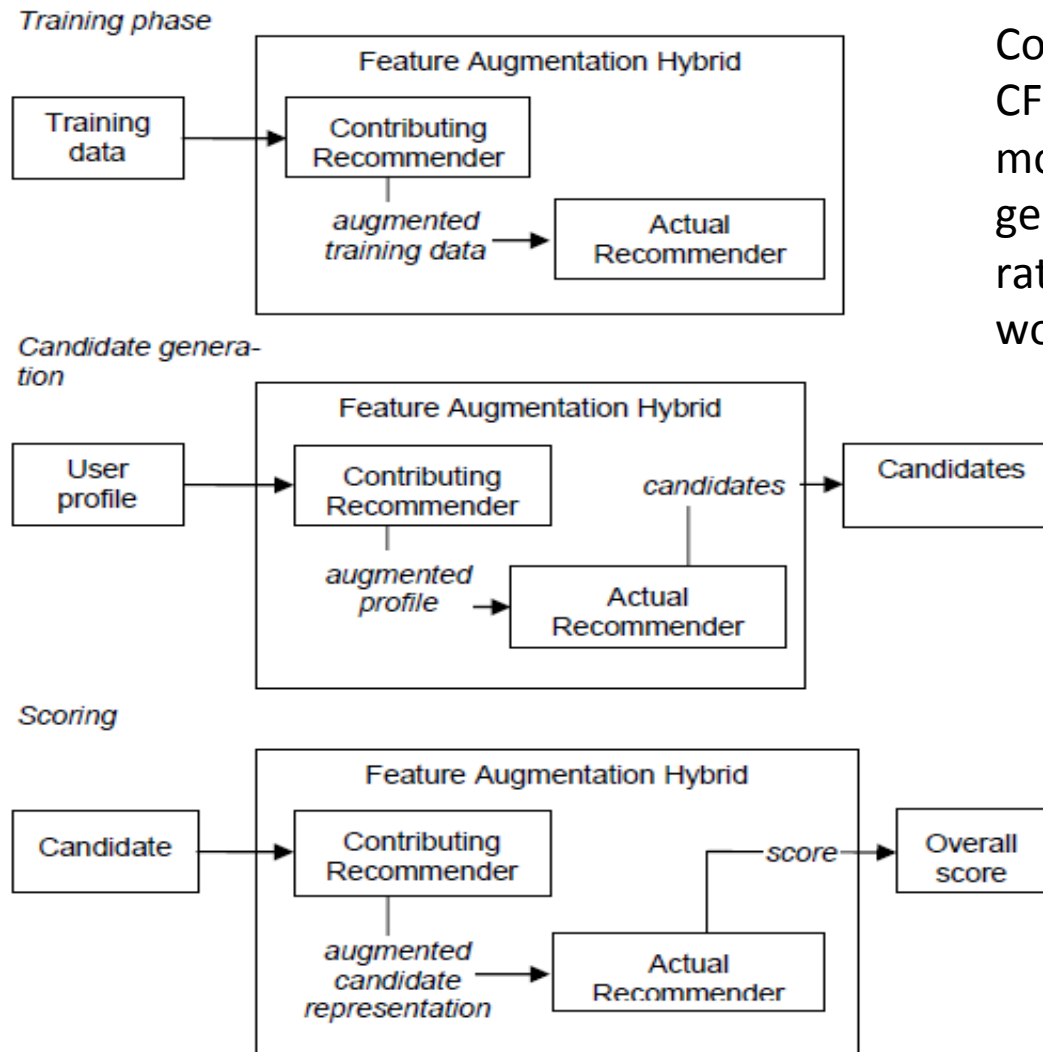 Training phase
Feature Augmentation Hybrid
Training
data
Contributing
Recommender
augmented
training data
Actual
Recommender
Candidate genera-
tion
Feature Augmentation Hybrid
User
profile
Contributing
Recommender
candidates
Candidates
augmented
profile
Actual
Recommender
Scoring
Feature Augmentation Hybrid
Candidate
Contributing
Recommender
score
Overall
score
augmented
candidate
representation
Actual
Recommender
Co
CF
mo
ge
rat
wo